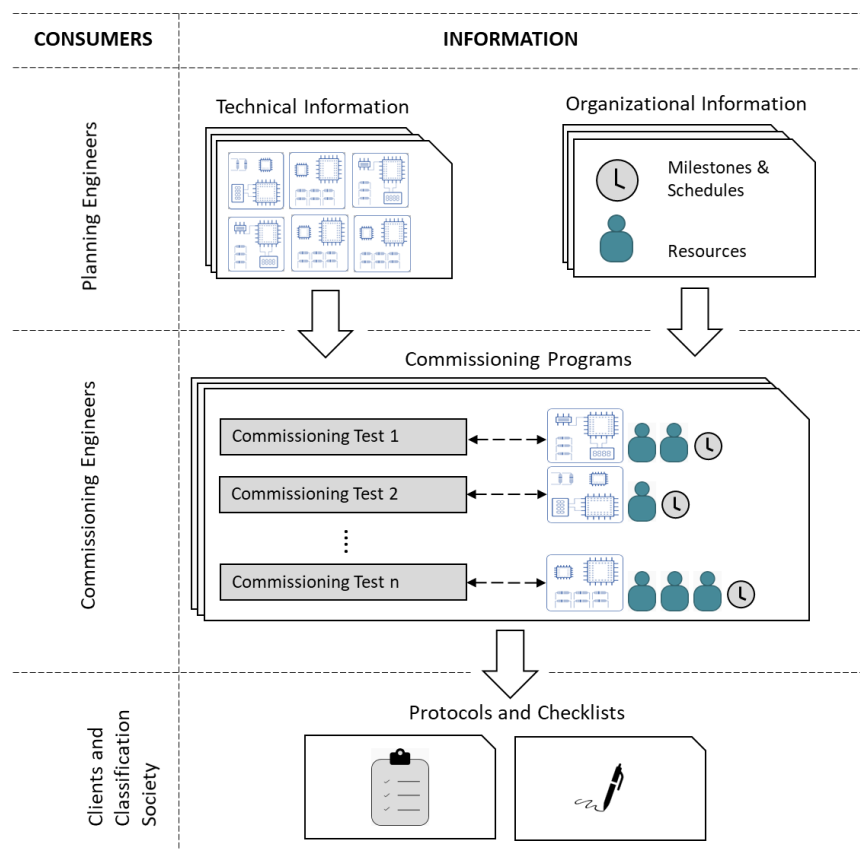 CONSUMERS
INFORMATION
Planning Engineers
Technical Information
Organizational Information
Milestones &
Schedules
Resources
Commissioning Engineers
Commissioning Programs
Commissioning Test 1
Commissioning Test 2
Commissioning Test n
Clients and
Classification
Society
Protocols and Checklists